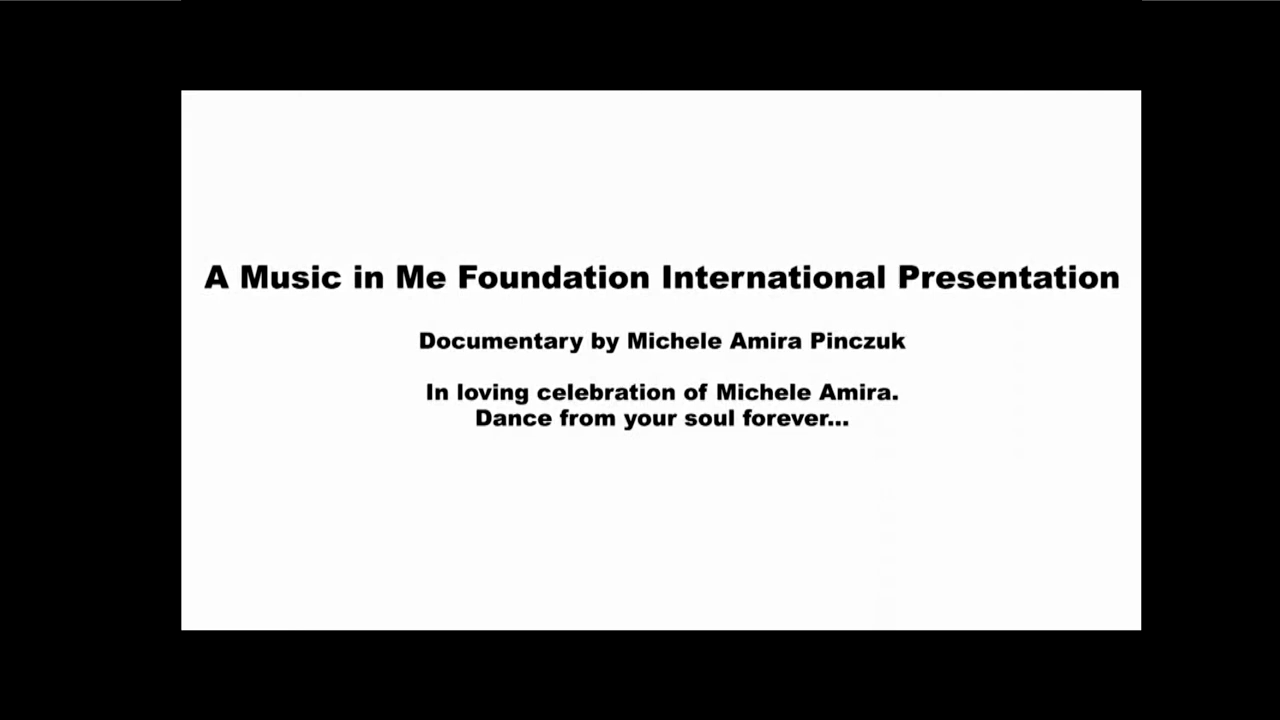 A Music in Me Foundation International Presentation
Documentary by Michele Amira Pinczuk
In loving celebration of Michele Amira.
Dance from your soul forever...